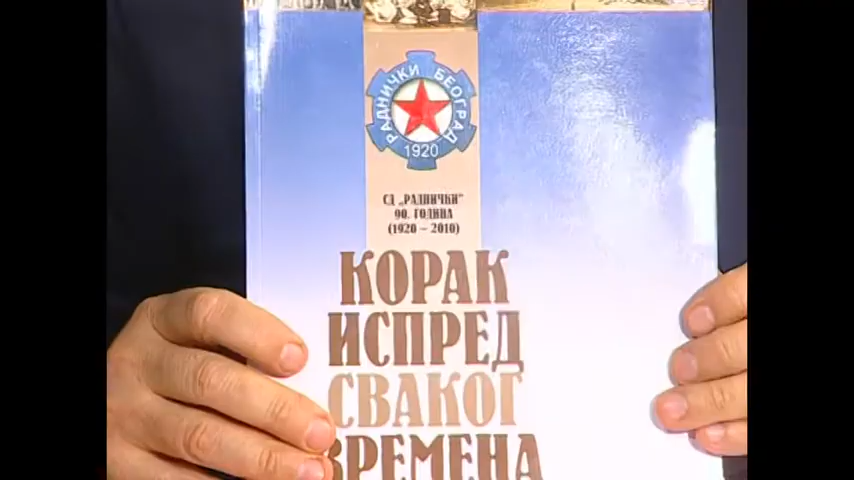 РАДНИЧКИ БЕОГРАД
1920
СД „РАДНИЧКИ“
90. ГОДИНА
(1920 – 2010)
КОРАК
ИСПРЕД
СВАКОГ
ВРЕМЕНА